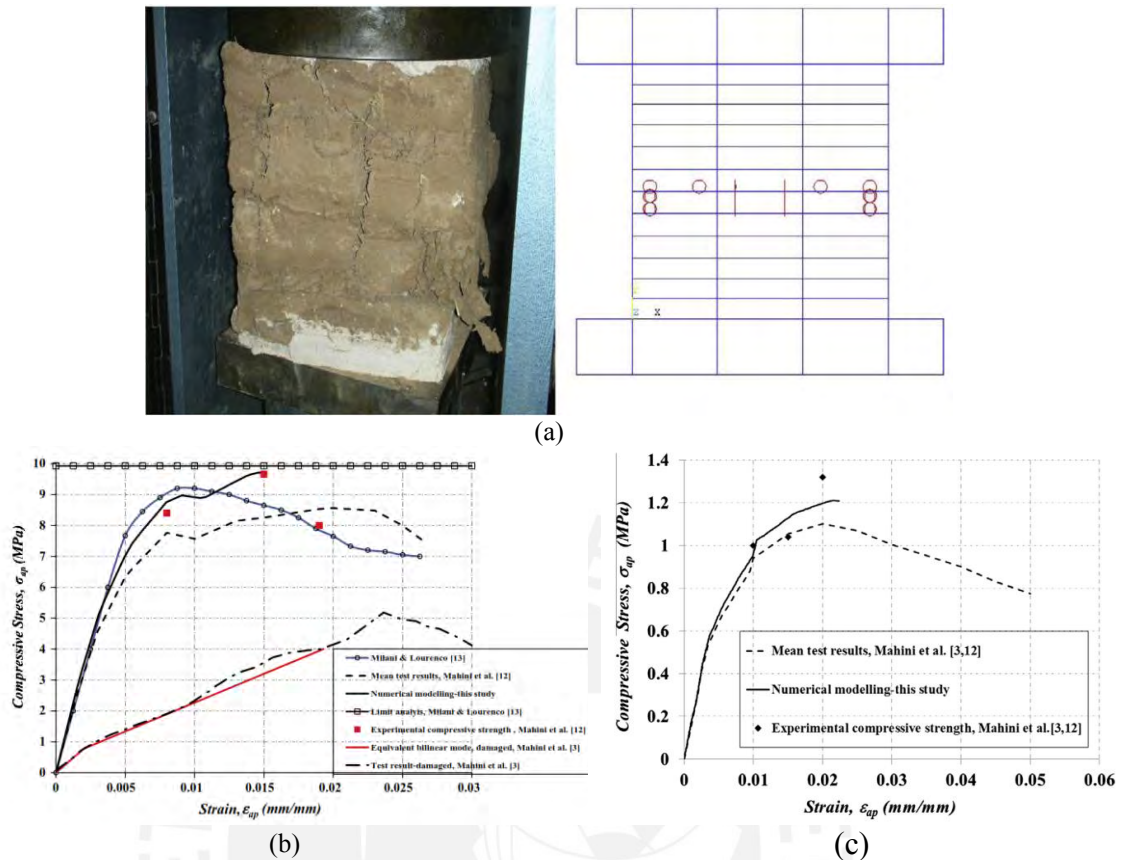 Z
X
(a)
Compressive Stress, σap (MPa)
10
9
8
7
6
5
4
3
2
1
0
Milani & Lourenco [13]
Mean test results, Mahini et al. [12]
Numerical modelling-this study
Limit analyis, Milani & Lourenco [13]
Experimental compressive strength , Mahini et al. [12]
Equivalent bilinear mode, damaged, Mahini et al. [3]
Test result-damaged, Mahini et al. [3]
0 0.005 0.01 0.015 0.02 0.025 0.03
Strain, εap (mm/mm)
(b)
Compressive Stress, σap (MPa)
1.4
1.2
1
0.8
0.6
0.4
0.2
0
Mean test results, Mahini et al. [3,12]
Numerical modelling-this study
Experimental compressive strength, Mahini et al.[3,12]
0 0.01 0.02 0.03 0.04 0.05 0.06
Strain, εap (mm/mm)
(c)